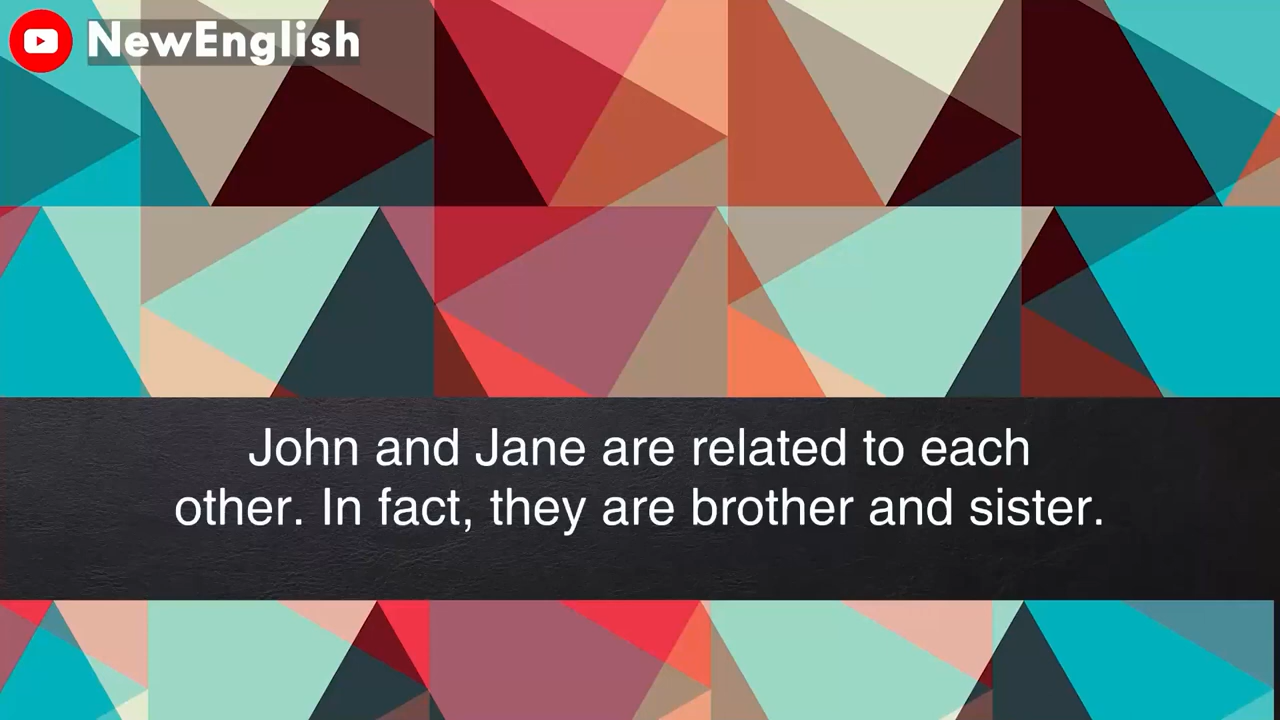 NewEnglish
John and Jane are related to each
other. In fact, they are brother and sister.